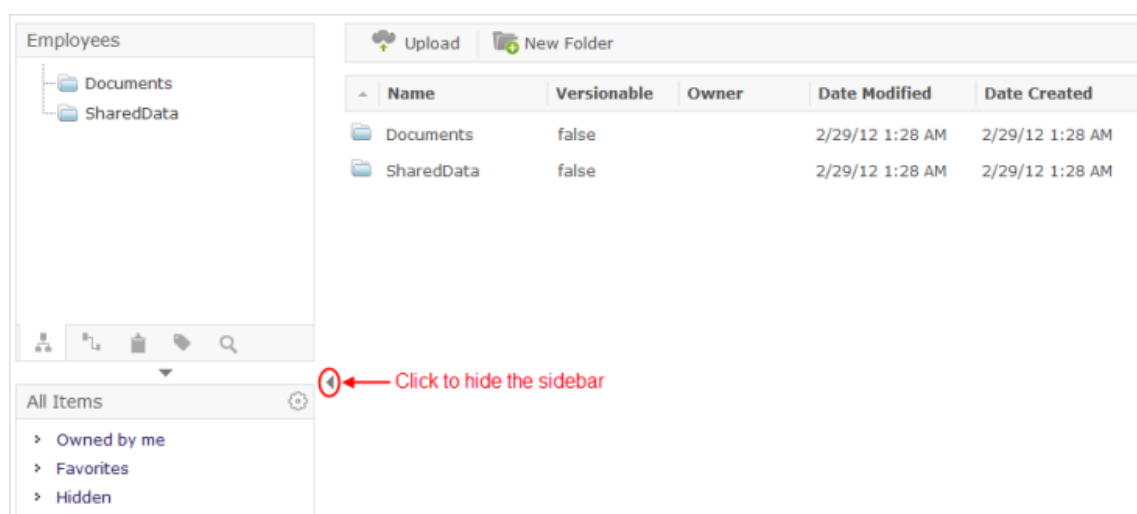 Employees
Documents
SharedData
All Items
Owned by me
Favorites
Hidden
Upload New Folder
Name Versionable Owner Date Modified Date Created
Documents false 2/29/12 1:28 AM 2/29/12 1:28 AM
SharedData false 2/29/12 1:28 AM 2/29/12 1:28 AM
Click to hide the sidebar